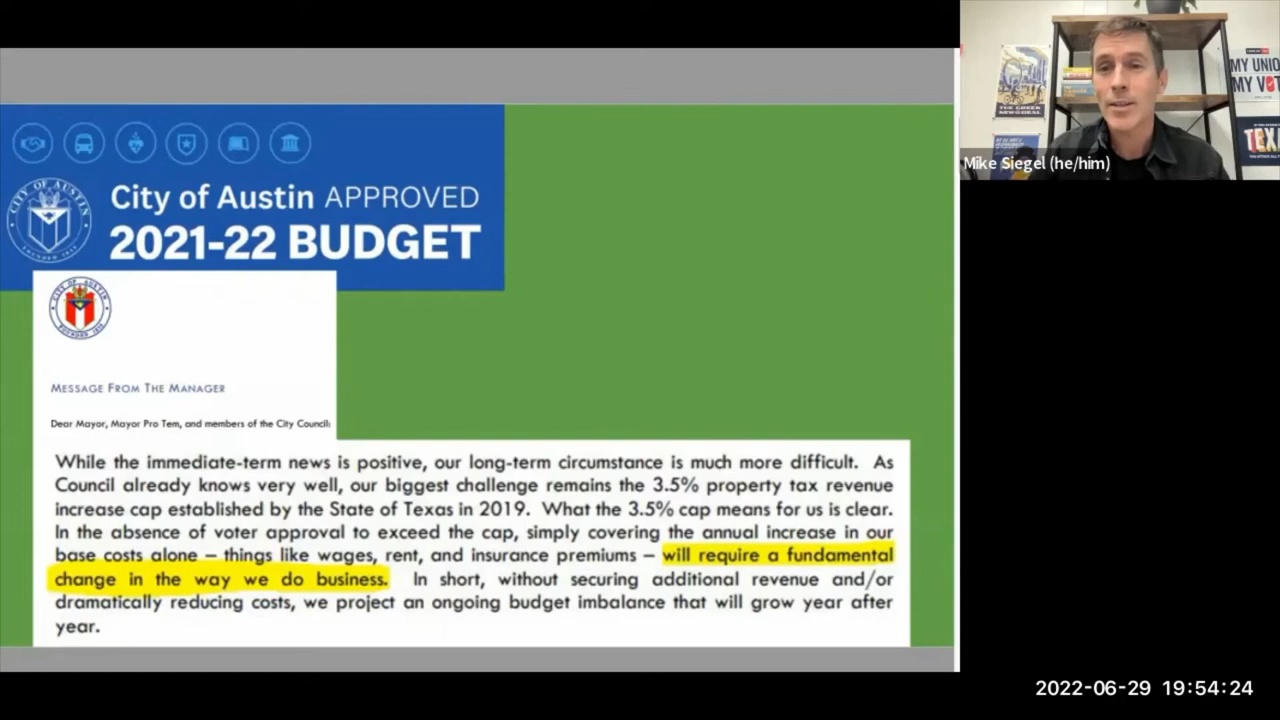 City of Austin APPROVED
2021-22 BUDGET
MESSAGE FROM THE MANAGER
Dear Mayor, Mayor Pro Tem, and members of the City Council:
While the immediate-term news is positive, our long-term circumstance is much more difficult. As
Council already knows very well, our biggest challenge remains the 3.5% property tax revenue
increase cap established by the State of Texas in 2019. What the 3.5% cap means for us is clear.
In the absence of voter approval to exceed the cap, simply covering the annual increase in our
base costs alone – things like wages, rent, and insurance premiums – will require a fundamental
change in the way we do business. In short, without securing additional revenue and/or
dramatically reducing costs, we project an ongoing budget imbalance that will grow year after
year.
THE GREEN
NEW DEAL
MY UNIO
MY VOT
TEX
Mike Siegel (he/him)
2022-06-29 19:54:24